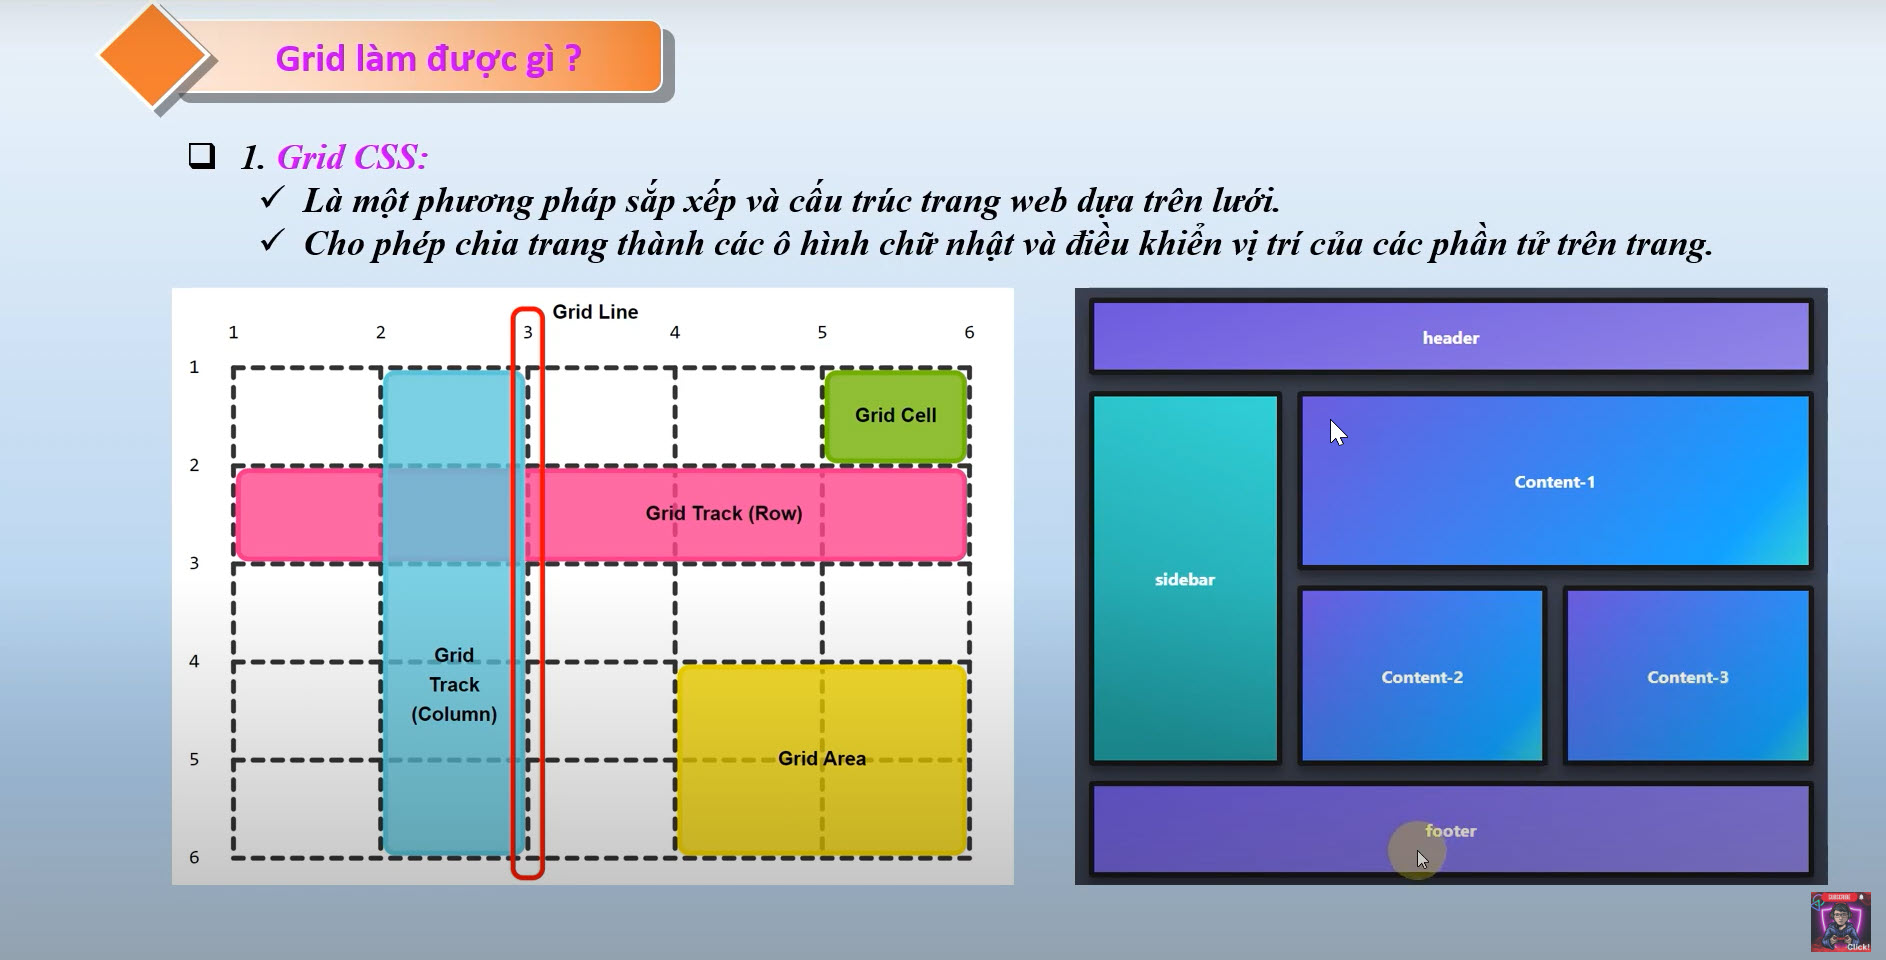 Grid làm được gì ?
1. Grid CSS:
Là một phương pháp sắp xếp và cấu trúc trang web dựa trên lưới.
Cho phép chia trang thành các ô hình chữ nhật và điều khiển vị trí của các phần tử trên trang.
Grid Line
1 2 3 4 5 6
1
Grid Cell
2
Grid Track (Row)
3
4
Grid
Track
(Column)
5
Grid Area
6
header
sidebar
Content-1
Content-2
Content-3
footer
SUBSCRIBE
Click!